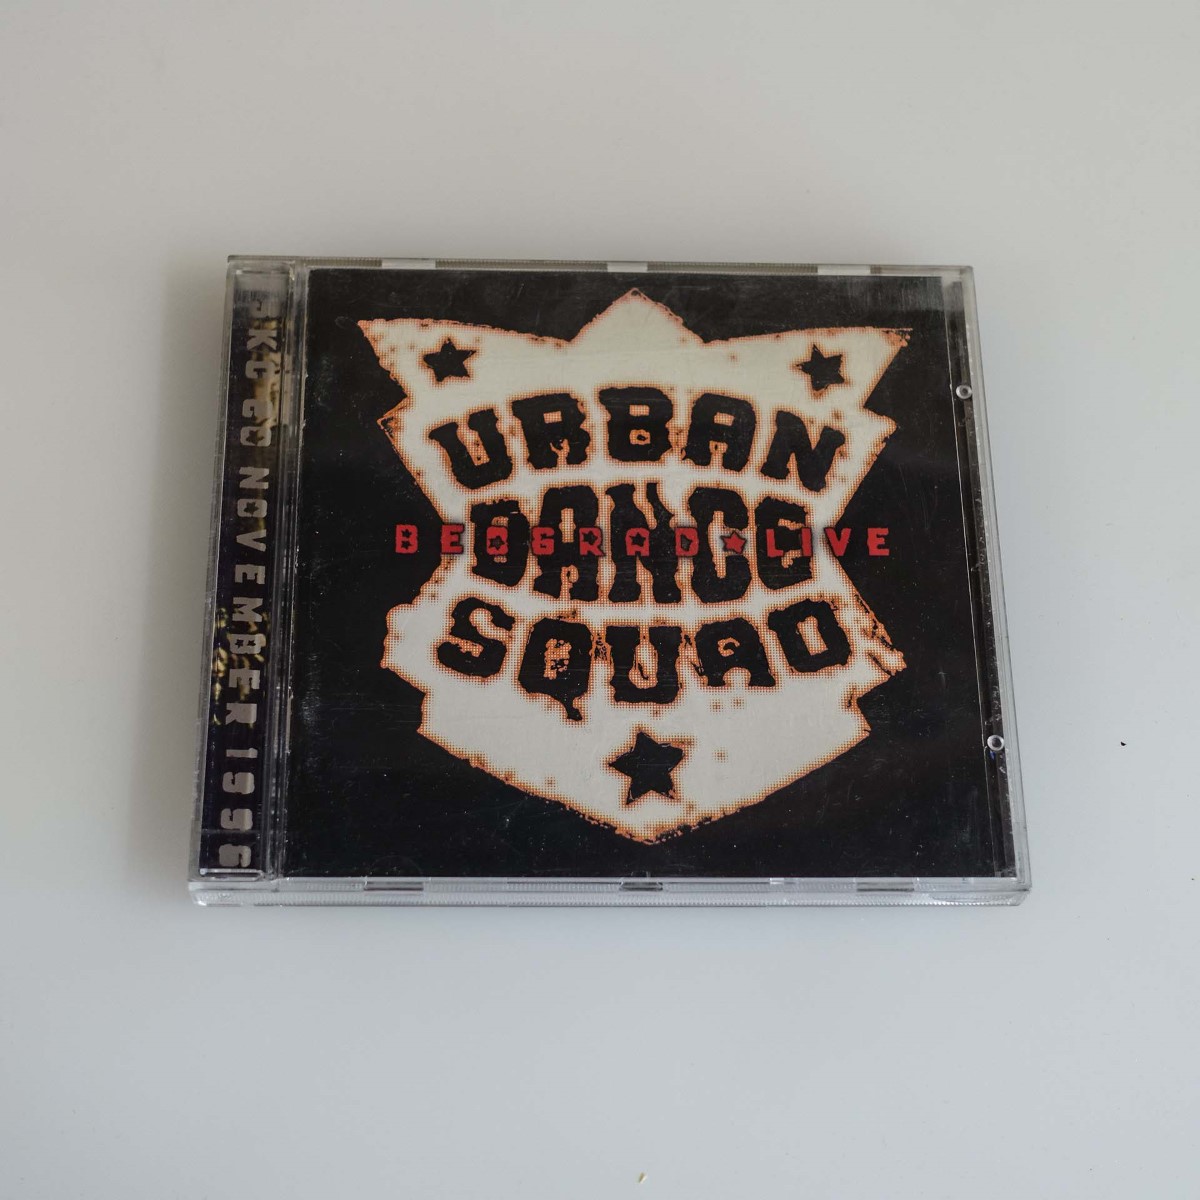 URBAN
DANCE
BEOGRAD★LIVE
SQUAD
SKC 20 NOVEMBER 1996